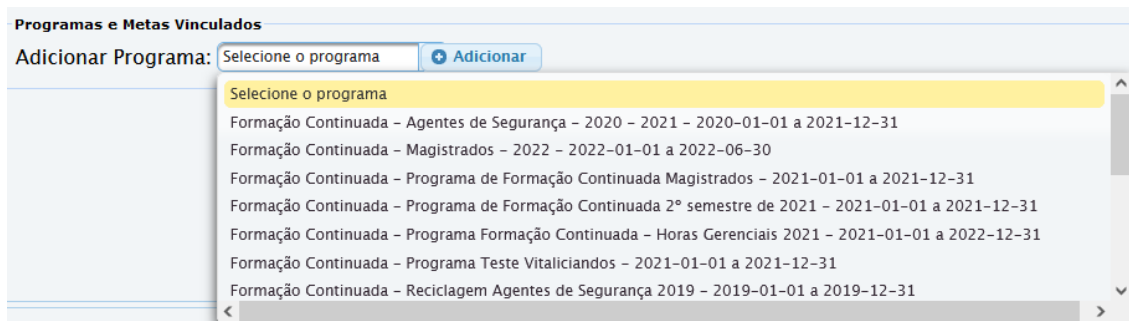 Programas e Metas Vinculados
Adicionar Programa: Selecione o programa Adicionar
Selecione o programa
Formação Continuada - Agentes de Segurança - 2020 - 2021 - 2020-01-01 a 2021-12-31
Formação Continuada - Magistrados - 2022 - 2022-01-01 a 2022-06-30
Formação Continuada - Programa de Formação Continuada Magistrados - 2021-01-01 a 2021-12-31
Formação Continuada - Programa de Formação Continuada 2º semestre de 2021 - 2021-01-01 a 2021-12-31
Formação Continuada - Programa Formação Continuada - Horas Gerenciais 2021 - 2021-01-01 a 2022-12-31
Formação Continuada - Programa Teste Vitaliciandos - 2021-01-01 a 2021-12-31
Formação Continuada - Reciclagem Agentes de Segurança 2019 - 2019-01-01 a 2019-12-31